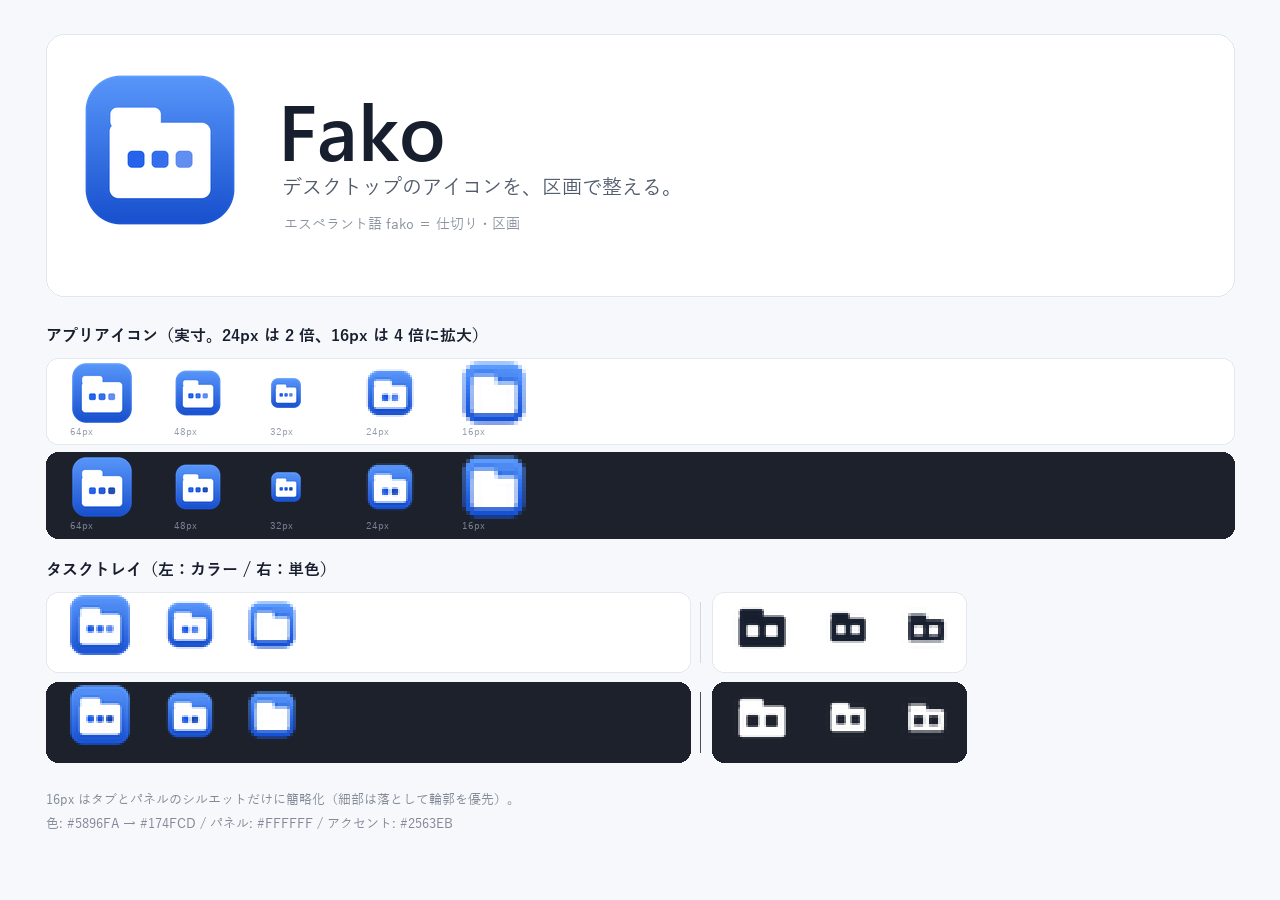 Fako
デスクトップのアイコンを、区画で整える。
エスペラント語 fako ＝ 仕切り・区画
アプリアイコン（実寸。24px は 2 倍、16px は 4 倍に拡大）
64px 48px 32px 24px 16px
64px 48px 32px 24px 16px
タスクトレイ（左：カラー / 右：単色）
16px はタブとパネルのシルエットだけに簡略化（細部は落として輪郭を優先）。
色: #5896FA → #174FCD / パネル: #FFFFFF / アクセント: #2563EB